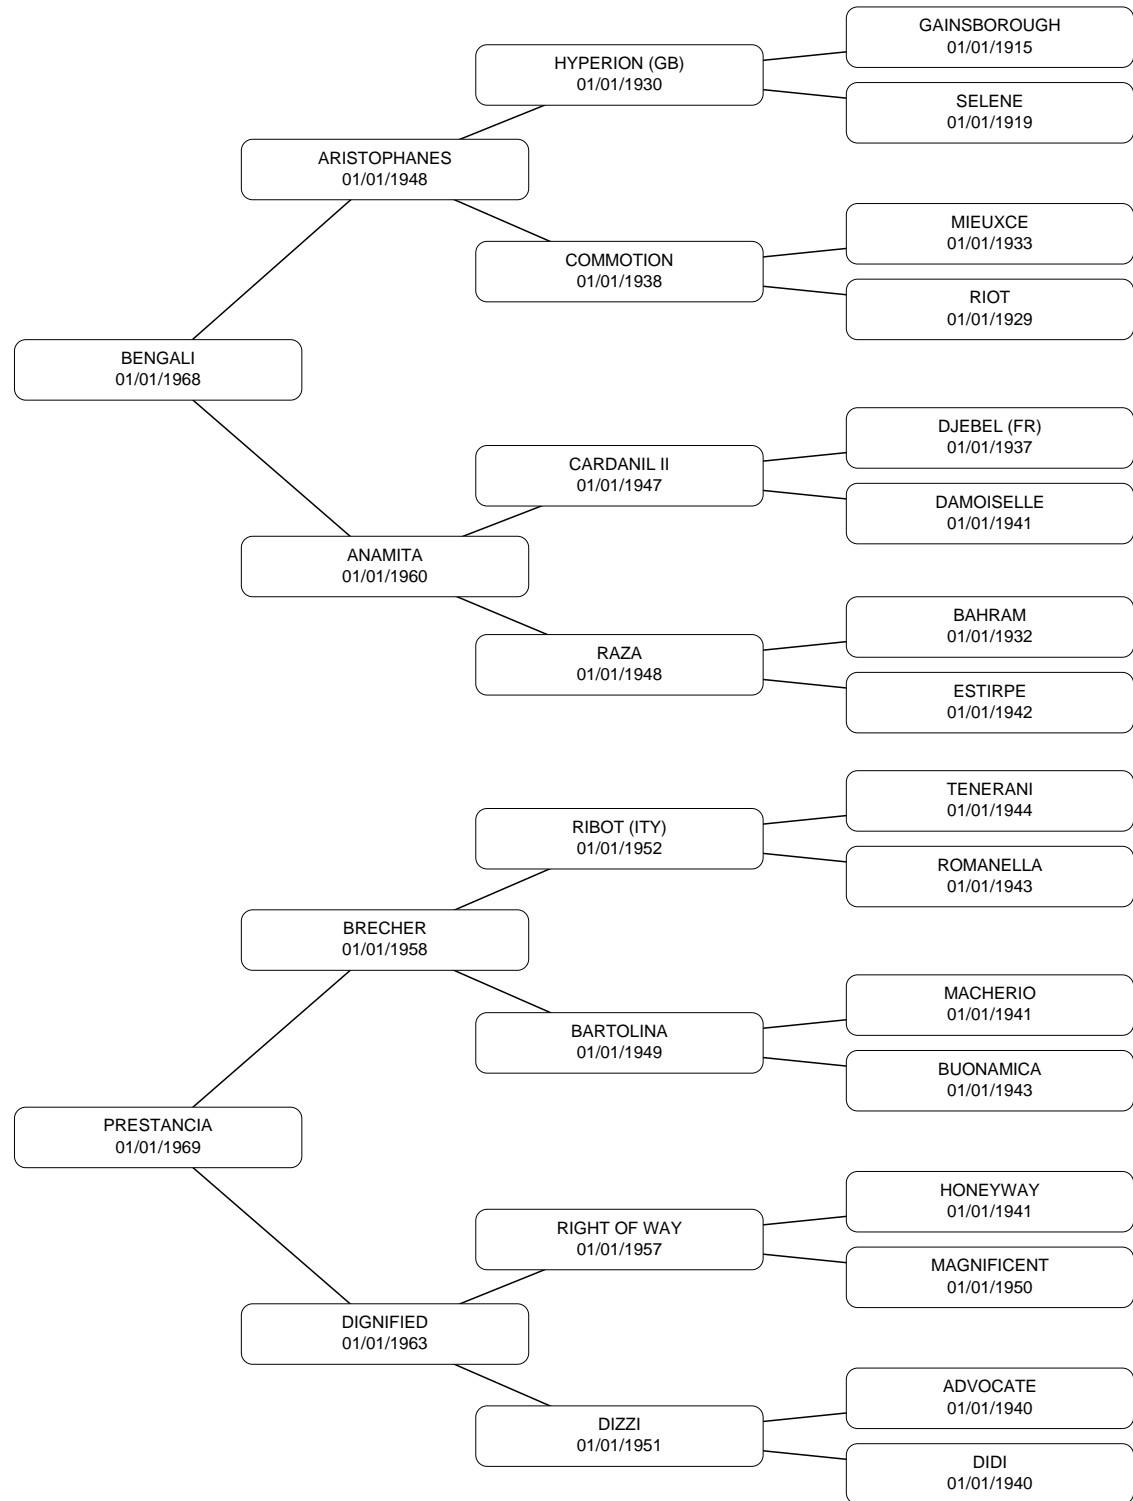 GAINSBOROUGH
01/01/1915
HYPERION (GB)
01/01/1930
SELENE
01/01/1919
ARISTOPHANES
01/01/1948
MIEUXCE
01/01/1933
COMMOTION
01/01/1938
RIOT
01/01/1929
BENGALI
01/01/1968
DJEBEL (FR)
01/01/1937
CARDANIL II
01/01/1947
DAMOISELLE
01/01/1941
ANAMITA
01/01/1960
BAHRAM
01/01/1932
RAZA
01/01/1948
ESTIRPE
01/01/1942
TENERANI
01/01/1944
RIBOT (ITY)
01/01/1952
ROMANELLA
01/01/1943
BRECHER
01/01/1958
MACHERIO
01/01/1941
BARTOLINA
01/01/1949
BUONAMICA
01/01/1943
PRESTANCIA
01/01/1969
HONEYWAY
01/01/1941
RIGHT OF WAY
01/01/1957
MAGNIFICENT
01/01/1950
DIGNIFIED
01/01/1963
ADVOCATE
01/01/1940
DIZZI
01/01/1951
DIDI
01/01/1940